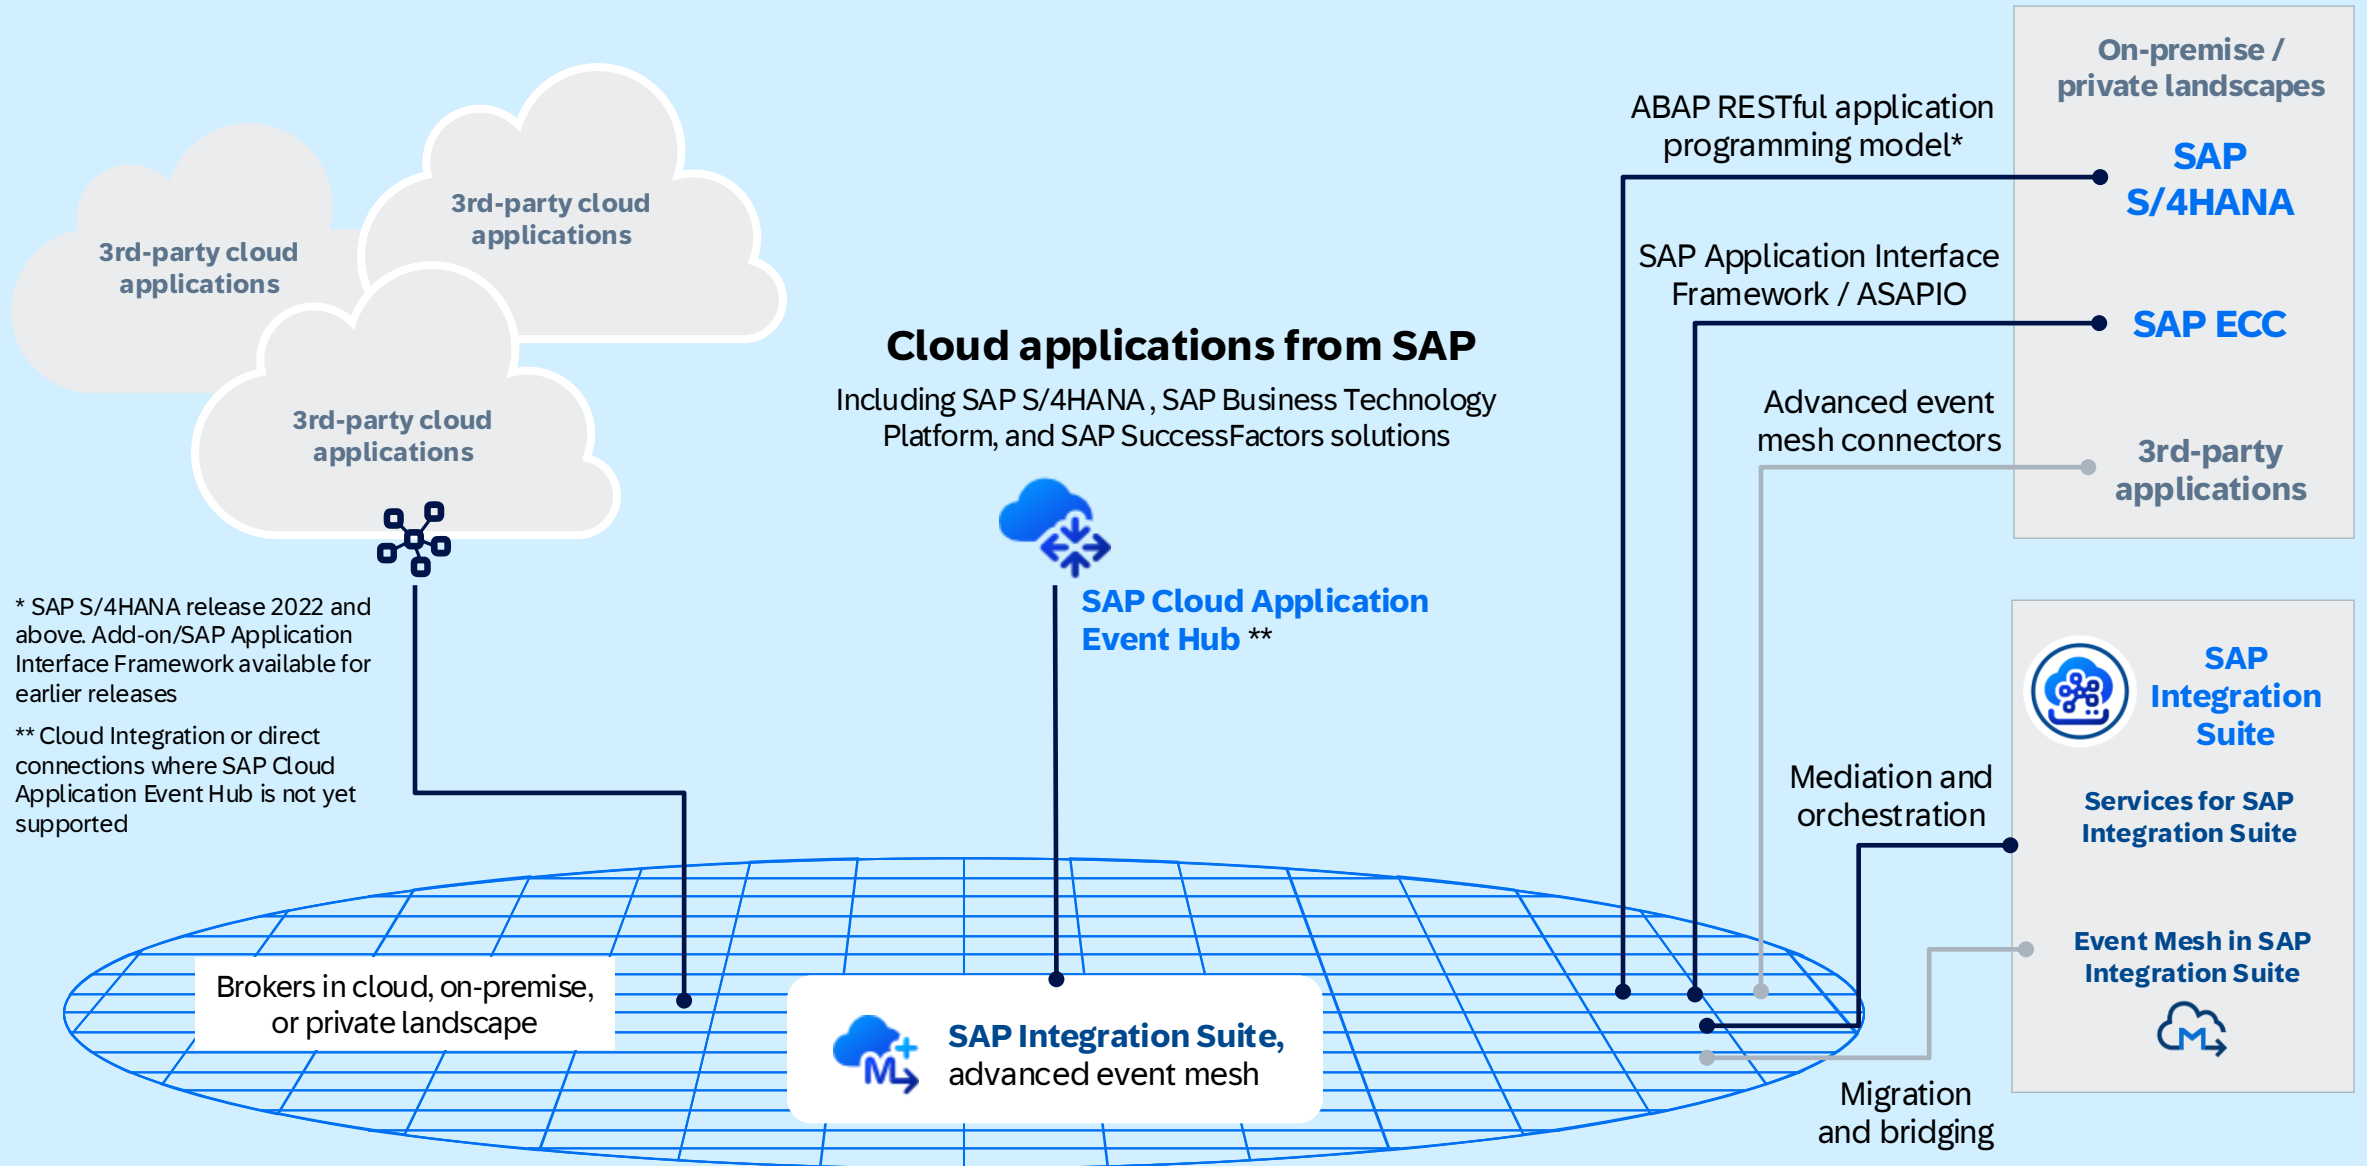 3rd-party cloud
applications
3rd-party cloud
applications
3rd-party cloud
applications
* SAP S/4HANA release 2022 and
above. Add-on/SAP Application
Interface Framework available for
earlier releases
** Cloud Integration or direct
connections where SAP Cloud
Application Event Hub is not yet
supported
Cloud applications from SAP
Including SAP S/4HANA, SAP Business Technology
Platform, and SAP SuccessFactors solutions
SAP Cloud Application
Event Hub **
ABAP RESTful application
programming model*
SAP Application Interface
Framework / ASAPIO
Advanced event
mesh connectors
On-premise /
private landscapes
SAP
S/4HANA
SAP ECC
3rd-party
applications
Mediation and
orchestration
SAP
Integration
Suite
Services for SAP
Integration Suite
Event Mesh in SAP
Integration Suite
M
Migration
and bridging
Brokers in cloud, on-premise,
or private landscape
M
SAP Integration Suite,
advanced event mesh